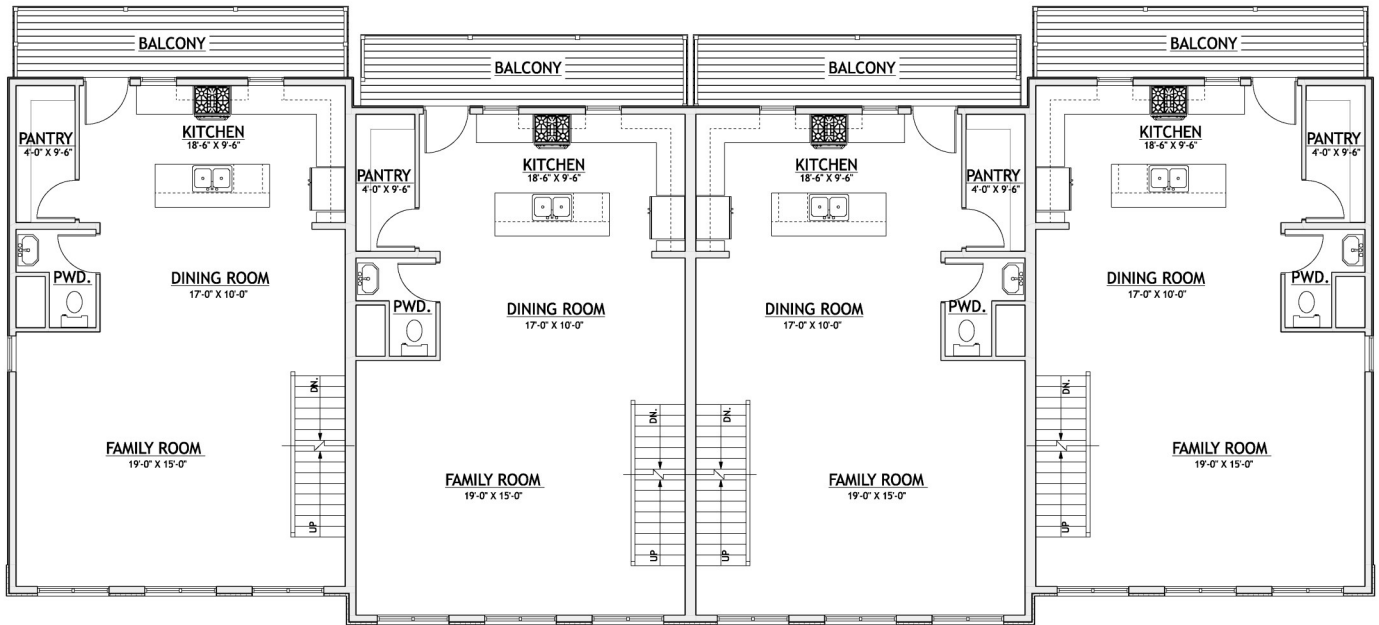 BALCONY
PANTRY
4'-0" X 9'-6"
KITCHEN
18'-6" X 9'-6"
PWD.
DINING ROOM
17'-0" X 10'-0"
DN.
FAMILY ROOM
19'-0" X 15'-0"
UP
BALCONY
PANTRY
4'-0" X 9'-6"
KITCHEN
18'-6" X 9'-6"
PWD.
DINING ROOM
17'-0" X 10'-0"
DN.
FAMILY ROOM
19'-0" X 15'-0"
UP
BALCONY
KITCHEN
18'-6" X 9'-6"
PANTRY
4'-0" X 9'-6"
DINING ROOM
17'-0" X 10'-0"
PWD.
DN.
FAMILY ROOM
19'-0" X 15'-0"
UP
BALCONY
KITCHEN
18'-6" X 9'-6"
PANTRY
4'-0" X 9'-6"
DINING ROOM
17'-0" X 10'-0"
PWD.
DN.
FAMILY ROOM
19'-0" X 15'-0"
UP